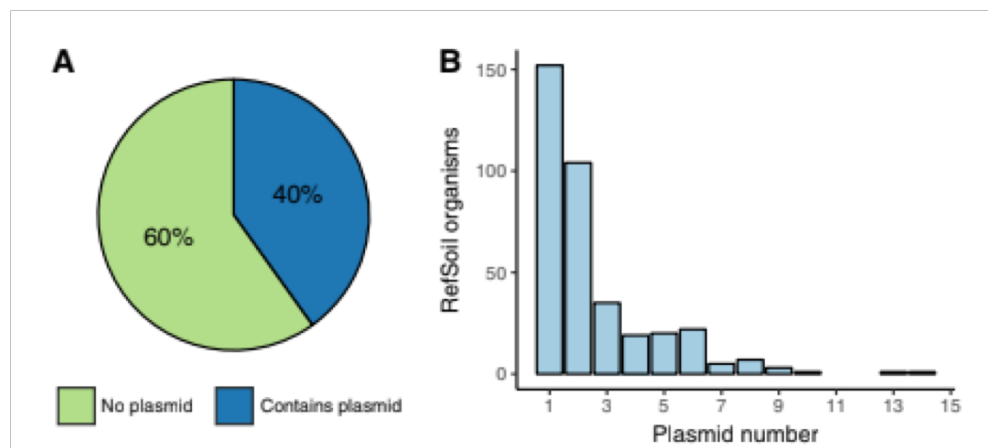 A
40%
60%
No plasmid
Contains plasmid
B
RefSoil organisms
150
100
50
0
1 3 5 7 9 11 13 15
Plasmid number